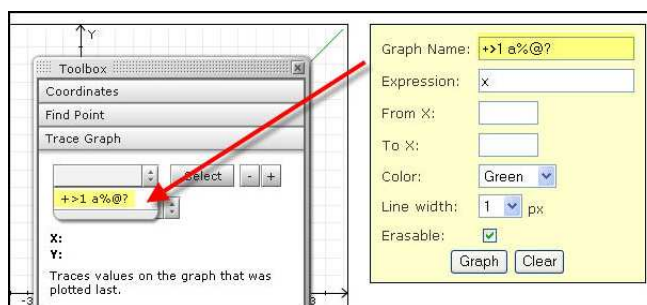 Y
Toolbox
Coordinates
Find Point
Trace Graph
Select - +
+>1 a%@?
X:
Y:
Traces values on the graph that was
plotted last.
-3
3
Graph Name: +>1 a%@?
Expression: x
From X:
To X:
Color: Green
Line width: 1 px
Erasable:
Graph Clear